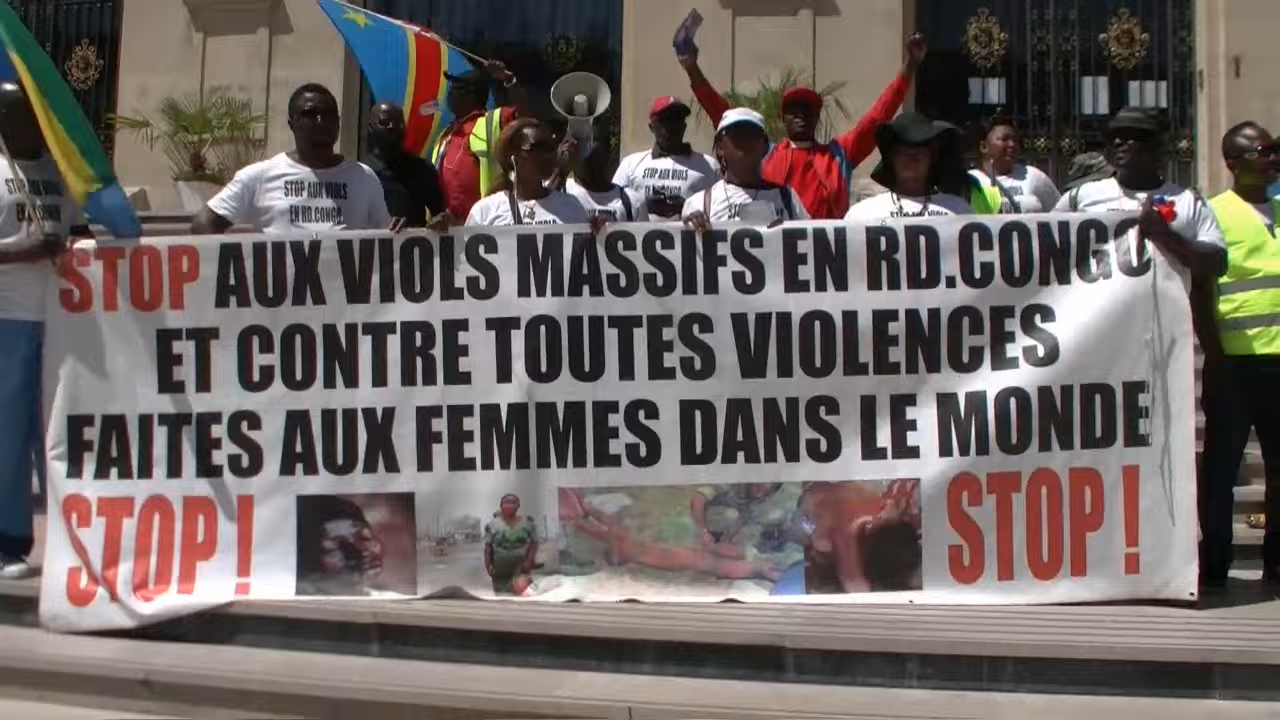 STOP AUX VIOLS
EN RD.CONGO
STOP AUX VIOLS MASSIFS EN RD.CONGO
ET CONTRE TOUTES VIOLENCES
FAITES AUX FEMMES DANS LE MONDE
STOP !
STOP !